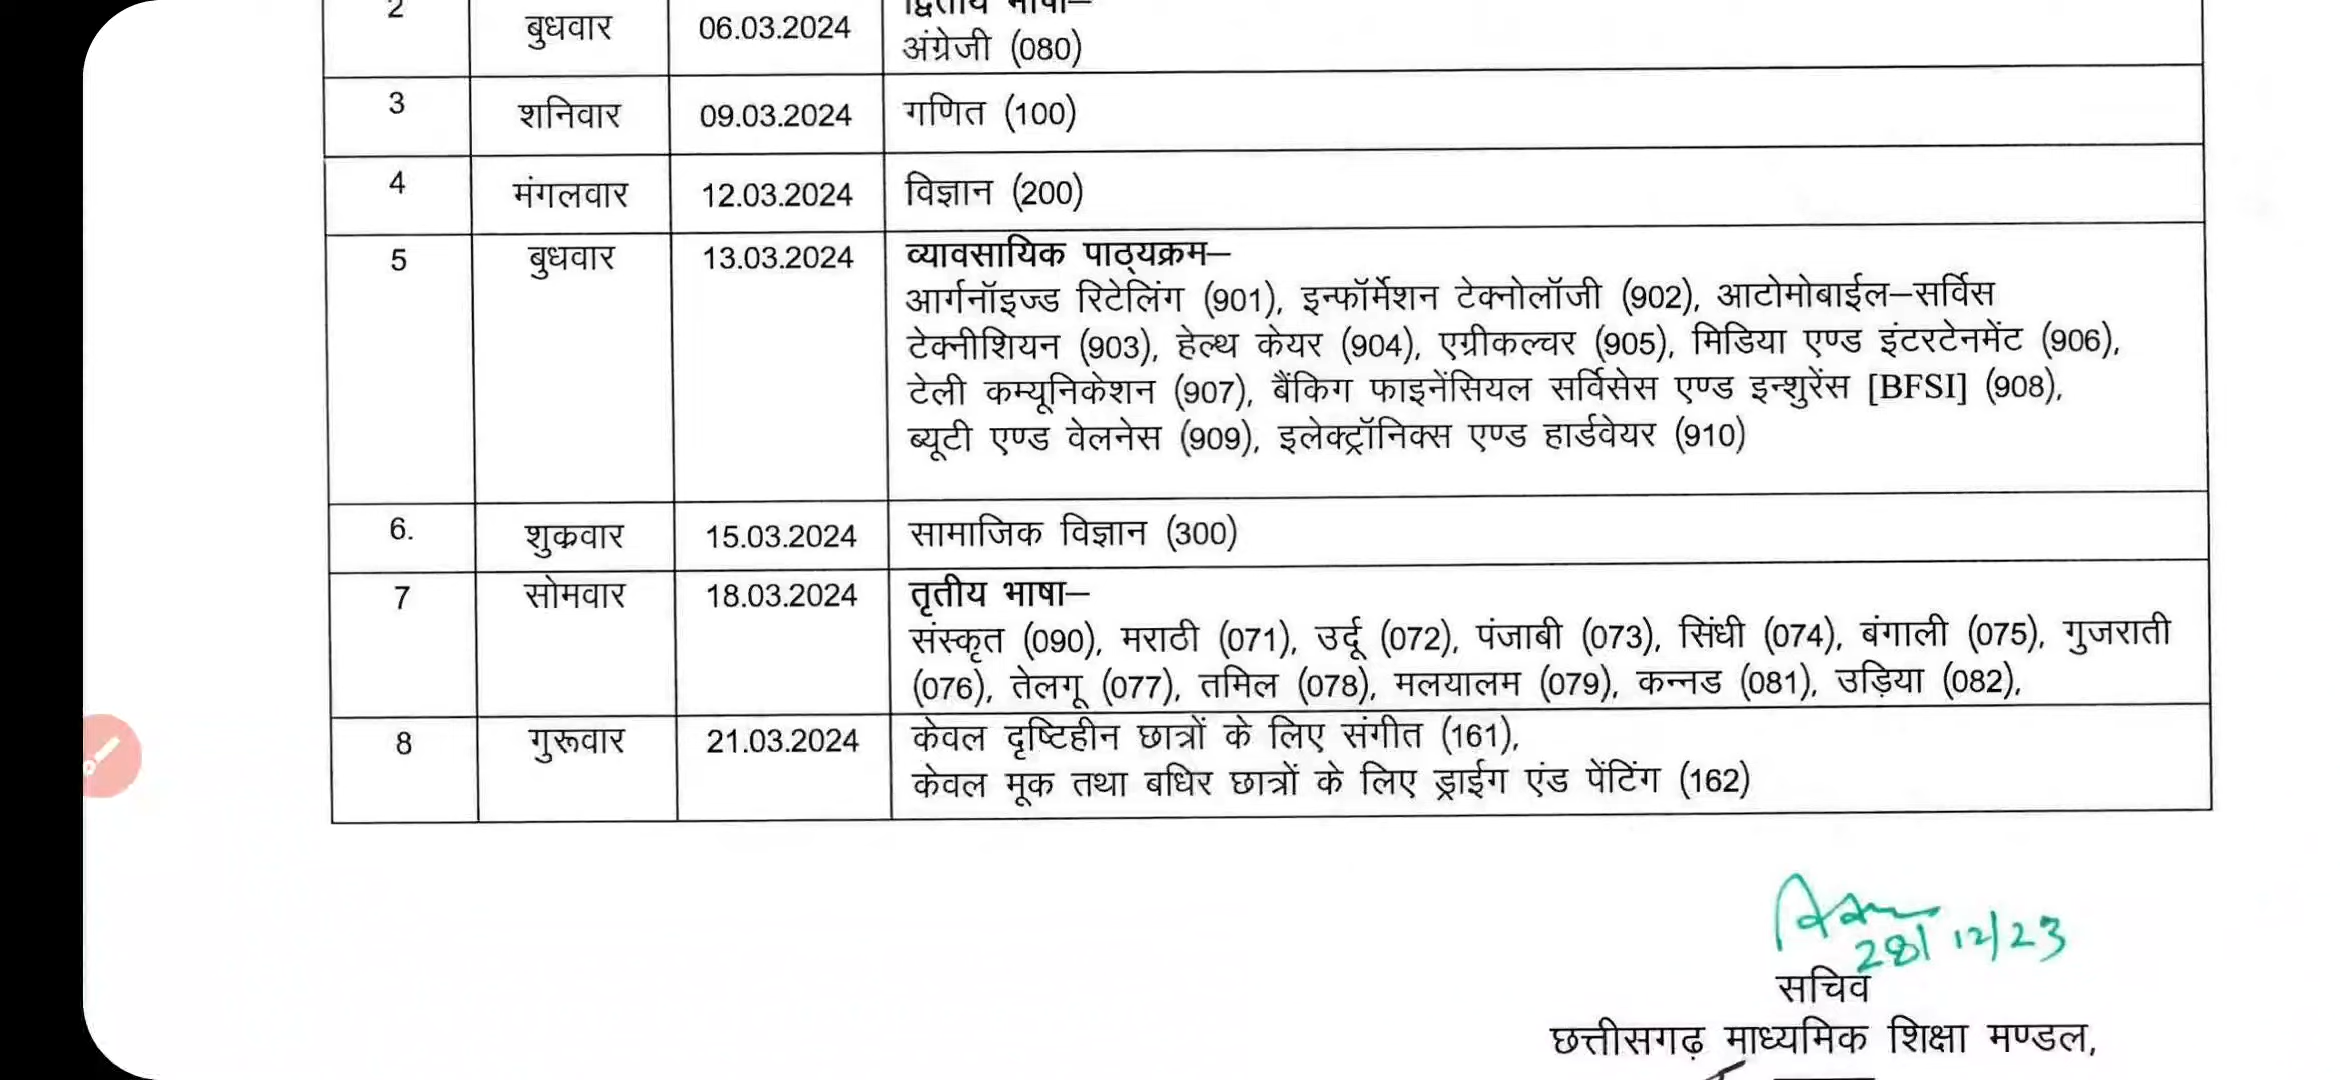 2 बुधवार 06.03.2024 द्वितीय भाषा–
अंग्रेजी (080)
3 शनिवार 09.03.2024 गणित (100)
4 मंगलवार 12.03.2024 विज्ञान (200)
5 बुधवार 13.03.2024 व्यावसायिक पाठ्यक्रम–
आर्गनॉइज्ड रिटेलिंग (901), इन्फॉर्मेशन टेक्नोलॉजी (902), आटोमोबाईल–सर्विस
टेक्नीशियन (903), हेल्थ केयर (904), एग्रीकल्चर (905), मिडिया एण्ड इंटरटेनमेंट (906),
टेली कम्यूनिकेशन (907), बैंकिग फाइनेंसियल सर्विसेस एण्ड इन्शुरेंस [BFSI] (908),
ब्यूटी एण्ड वेलनेस (909), इलेक्ट्रॉनिक्स एण्ड हार्डवेयर (910)
6. शुक्रवार 15.03.2024 सामाजिक विज्ञान (300)
7 सोमवार 18.03.2024 तृतीय भाषा–
संस्कृत (090), मराठी (071), उर्दू (072), पंजाबी (073), सिंधी (074), बंगाली (075), गुजराती
(076), तेलगू (077), तमिल (078), मलयालम (079), कन्नड (081), उड़िया (082),
8 गुरूवार 21.03.2024 केवल दृष्टिहीन छात्रों के लिए संगीत (161),
केवल मूक तथा बधिर छात्रों के लिए ड्राईग एंड पेंटिंग (162)
28/12/23
सचिव
छत्तीसगढ़ माध्यमिक शिक्षा मण्डल,